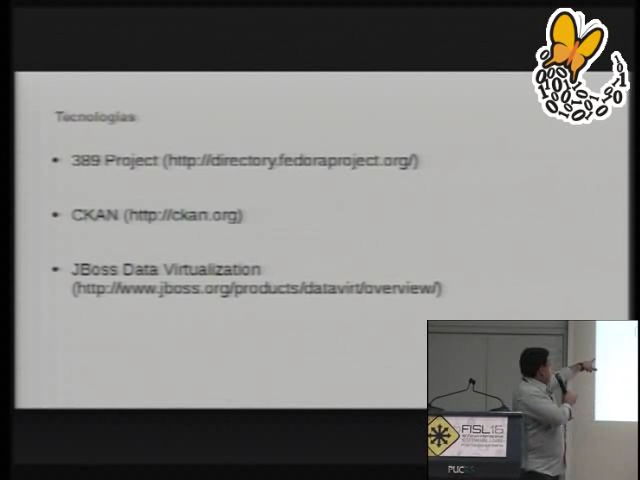 Tecnologias
• 389 Project (http://directory.fedoraproject.org/)
• CKAN (http://ckan.org)
• JBoss Data Virtualization
(http://www.jboss.org/products/datavirt/overview/)
FISL16